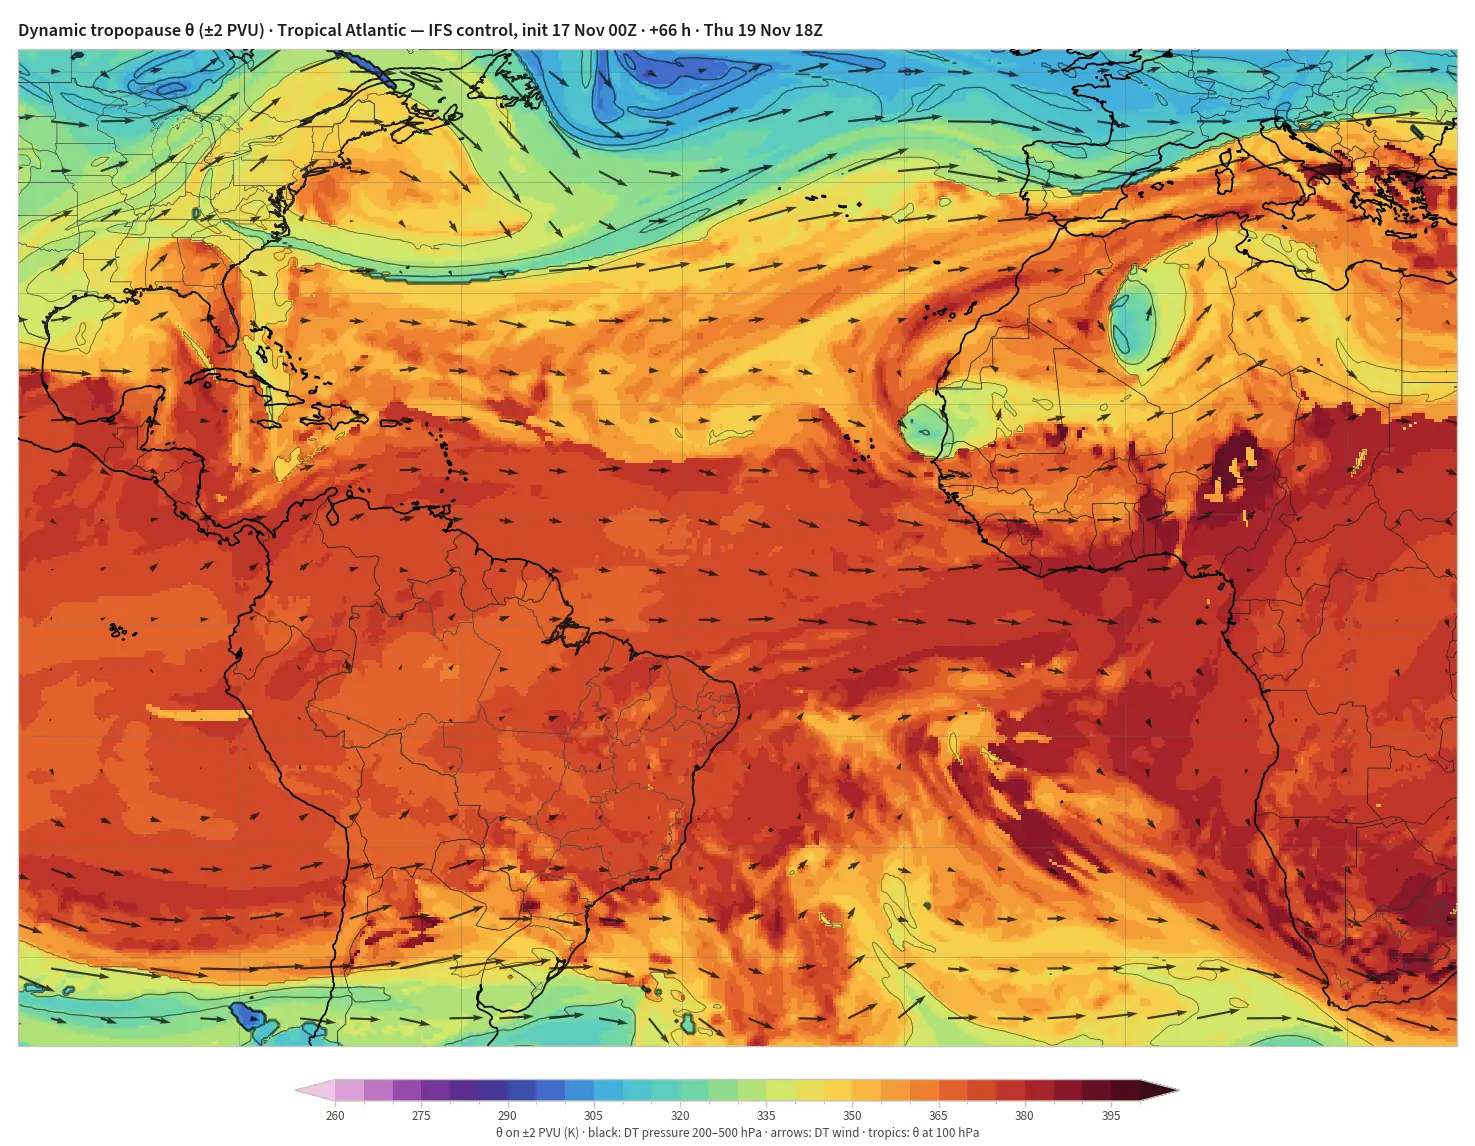 Dynamic tropopause θ (±2 PVU) · Tropical Atlantic — IFS control, init 17 Nov 00Z · +66 h · Thu 19 Nov 18Z
260 275 290 305 320 335 350 365 380 395
θ on ±2 PVU (K) · black: DT pressure 200–500 hPa · arrows: DT wind · tropics: θ at 100 hPa